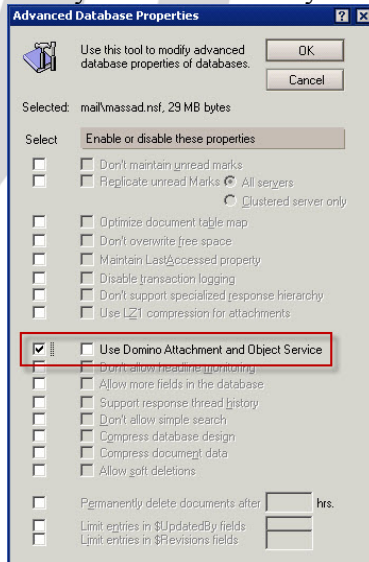 Advanced Database Properties
Use this tool to modify advanced
database properties of databases.
OK
Cancel
Selected: mail\massad.nsf, 29 MB bytes
Select Enable or disable these properties
Don't maintain unread marks
Replicate unread Marks All servers
Clustered server only
Optimize document table map
Don't overwrite free space
Maintain LastAccessed property
Disable transaction logging
Don't support specialized response hierarchy
Use LZ1 compression for attachments
Use Domino Attachment and Object Service
Don't allow headline monitoring
Allow more fields in the database
Support response thread history
Don't allow simple search
Compress database design
Compress document data
Allow soft deletions
Permanently delete documents after hrs.
Limit entries in $UpdatedBy fields
Limit entries in $Revisions fields